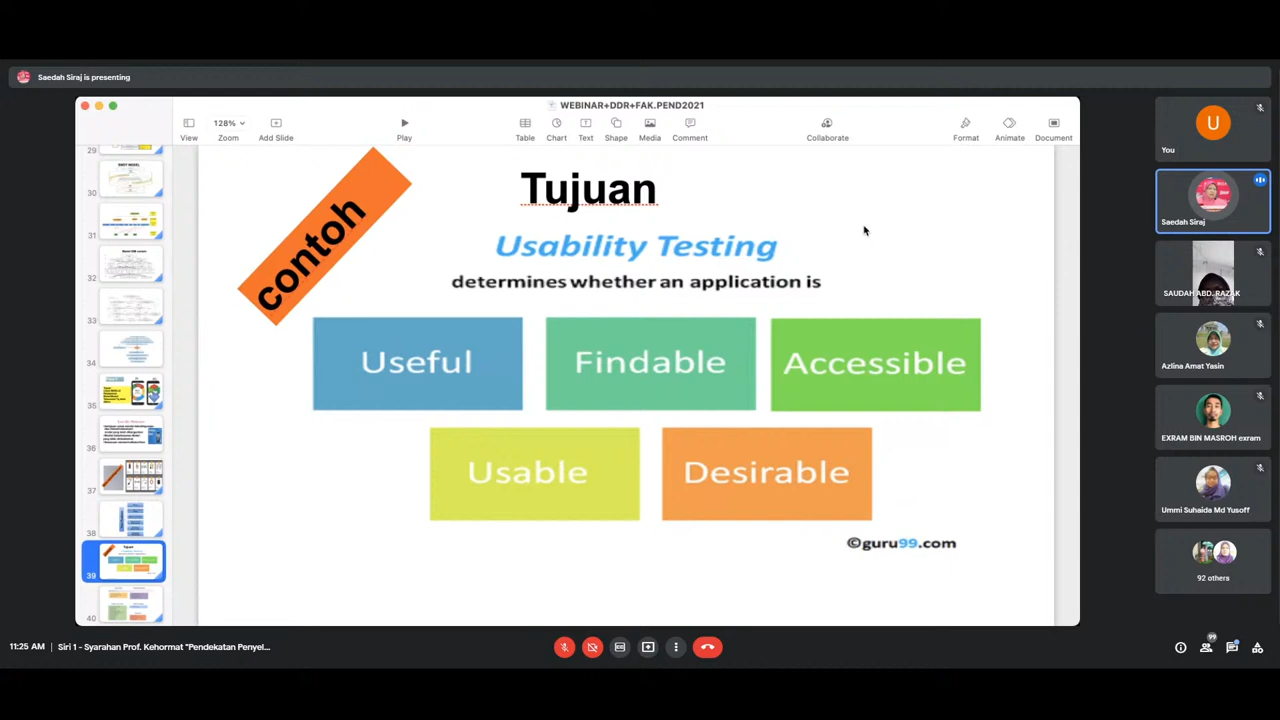 Saedah Siraj is presenting
WEBINAR+DDR+FAK.PEND2021
128%
View
Zoom
Add Slide
Play
Table
Chart
Text
Shape
Media
Comment
Collaborate
Format
Animate
Document
29
30
31
32
33
34
35
36
37
38
39
40
contoh
Tujuan
Usability Testing
determines whether an application is
Useful
Findable
Accessible
Usable
Desirable
©guru99.com
U
You
Saedah Siraj
SAUDAH ABD. RAZAK
Azlina Amat Yasin
EXRAM BIN MASROH exram
Ummi Suhaida Md Yusoff
92 others
11:25 AM
Siri 1 - Syarahan Prof. Kehormat "Pendekatan Penyel...
99